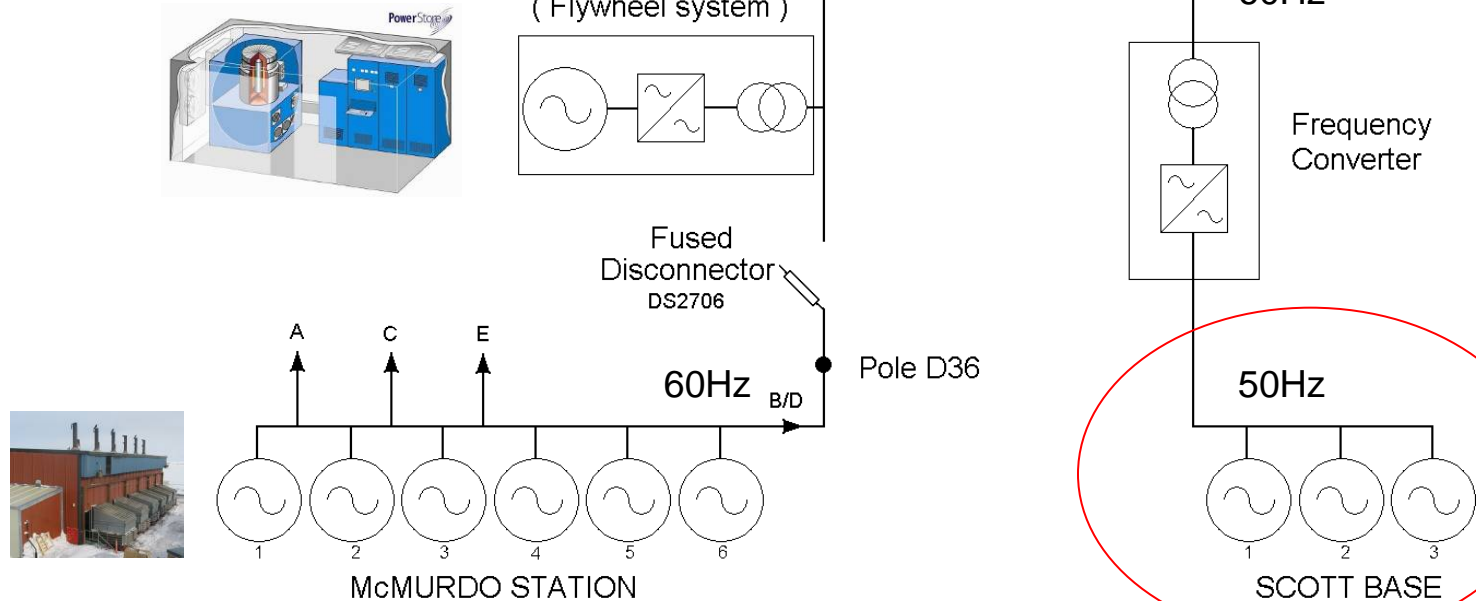 PowerStore
( Flywheel system )
Frequency
Converter
Fused
Disconnector
DS2706
A
C
E
60Hz
B/D
Pole D36
50Hz
1
2
3
4
5
6
McMURDO STATION
1
2
3
SCOTT BASE